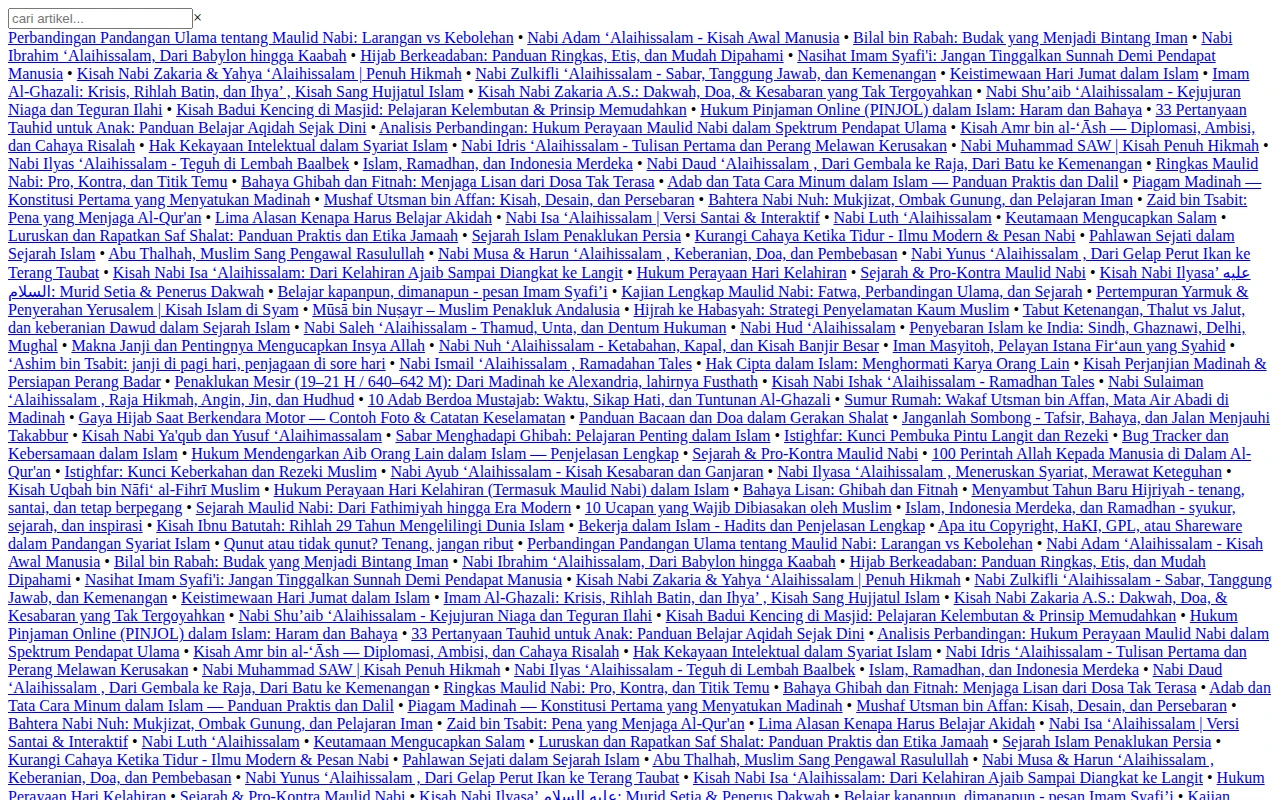 cari artikel...×
Perbandingan Pandangan Ulama tentang Maulid Nabi: Larangan vs Kebolehan • Nabi Adam ‘Alaihissalam - Kisah Awal Manusia • Bilal bin Rabah: Budak yang Menjadi Bintang Iman • Nabi
Ibrahim ‘Alaihissalam, Dari Babylon hingga Kaabah • Hijab Berkeadaban: Panduan Ringkas, Etis, dan Mudah Dipahami • Nasihat Imam Syafi'i: Jangan Tinggalkan Sunnah Demi Pendapat
Manusia • Kisah Nabi Zakaria & Yahya ‘Alaihissalam | Penuh Hikmah • Nabi Zulkifli ‘Alaihissalam - Sabar, Tanggung Jawab, dan Kemenangan • Keistimewaan Hari Jumat dalam Islam • Imam
Al-Ghazali: Krisis, Rihlah Batin, dan Ihya’ , Kisah Sang Hujjatul Islam • Kisah Nabi Zakaria A.S.: Dakwah, Doa, & Kesabaran yang Tak Tergoyahkan • Nabi Shu’aib ‘Alaihissalam - Kejujuran
Niaga dan Teguran Ilahi • Kisah Badui Kencing di Masjid: Pelajaran Kelembutan & Prinsip Memudahkan • Hukum Pinjaman Online (PINJOL) dalam Islam: Haram dan Bahaya • 33 Pertanyaan
Tauhid untuk Anak: Panduan Belajar Aqidah Sejak Dini • Analisis Perbandingan: Hukum Perayaan Maulid Nabi dalam Spektrum Pendapat Ulama • Kisah Amr bin al-‘Āsh — Diplomasi, Ambisi,
dan Cahaya Risalah • Hak Kekayaan Intelektual dalam Syariat Islam • Nabi Idris ‘Alaihissalam - Tulisan Pertama dan Perang Melawan Kerusakan • Nabi Muhammad SAW | Kisah Penuh Hikmah •
Nabi Ilyas ‘Alaihissalam - Teguh di Lembah Baalbek • Islam, Ramadhan, dan Indonesia Merdeka • Nabi Daud ‘Alaihissalam , Dari Gembala ke Raja, Dari Batu ke Kemenangan • Ringkas Maulid
Nabi: Pro, Kontra, dan Titik Temu • Bahaya Ghibah dan Fitnah: Menjaga Lisan dari Dosa Tak Terasa • Adab dan Tata Cara Minum dalam Islam — Panduan Praktis dan Dalil • Piagam Madinah —
Konstitusi Pertama yang Menyatukan Madinah • Mushaf Utsman bin Affan: Kisah, Desain, dan Persebaran • Bahtera Nabi Nuh: Mukjizat, Ombak Gunung, dan Pelajaran Iman • Zaid bin Tsabit:
Pena yang Menjaga Al-Qur'an • Lima Alasan Kenapa Harus Belajar Akidah • Nabi Isa ‘Alaihissalam | Versi Santai & Interaktif • Nabi Luth ‘Alaihissalam • Keutamaan Mengucapkan Salam •
Luruskan dan Rapatkan Saf Shalat: Panduan Praktis dan Etika Jamaah • Sejarah Islam Penaklukan Persia • Kurangi Cahaya Ketika Tidur - Ilmu Modern & Pesan Nabi • Pahlawan Sejati dalam
Sejarah Islam • Abu Thalhah, Muslim Sang Pengawal Rasulullah • Nabi Musa & Harun ‘Alaihissalam , Keberanian, Doa, dan Pembebasan • Nabi Yunus ‘Alaihissalam , Dari Gelap Perut Ikan ke
Terang Taubat • Kisah Nabi Isa ‘Alaihissalam: Dari Kelahiran Ajaib Sampai Diangkat ke Langit • Hukum Perayaan Hari Kelahiran • Sejarah & Pro-Kontra Maulid Nabi • Kisah Nabi Ilyasa’ عليه
السلام: Murid Setia & Penerus Dakwah • Belajar kapanpun, dimanapun - pesan Imam Syafi’i • Kajian Lengkap Maulid Nabi: Fatwa, Perbandingan Ulama, dan Sejarah • Pertempuran Yarmuk &
Penyerahan Yerusalem | Kisah Islam di Syam • Mūsā bin Nuṣayr – Muslim Penakluk Andalusia • Hijrah ke Habasyah: Strategi Penyelamatan Kaum Muslim • Tabut Ketenangan, Thalut vs Jalut,
dan keberanian Dawud dalam Sejarah Islam • Nabi Saleh ‘Alaihissalam - Thamud, Unta, dan Dentum Hukuman • Nabi Hud ‘Alaihissalam • Penyebaran Islam ke India: Sindh, Ghaznawi, Delhi,
Mughal • Makna Janji dan Pentingnya Mengucapkan Insya Allah • Nabi Nuh ‘Alaihissalam - Ketabahan, Kapal, dan Kisah Banjir Besar • Iman Masyitoh, Pelayan Istana Fir‘aun yang Syahid •
‘Ashim bin Tsabit: janji di pagi hari, penjagaan di sore hari • Nabi Ismail ‘Alaihissalam , Ramadahan Tales • Hak Cipta dalam Islam: Menghormati Karya Orang Lain • Kisah Perjanjian Madinah &
Persiapan Perang Badar • Penaklukan Mesir (19–21 H / 640–642 M): Dari Madinah ke Alexandria, lahirnya Fusthath • Kisah Nabi Ishak ‘Alaihissalam - Ramadhan Tales • Nabi Sulaiman
‘Alaihissalam , Raja Hikmah, Angin, Jin, dan Hudhud • 10 Adab Berdoa Mustajab: Waktu, Sikap Hati, dan Tuntunan Al-Ghazali • Sumur Rumah: Wakaf Utsman bin Affan, Mata Air Abadi di
Madinah • Gaya Hijab Saat Berkendara Motor — Contoh Foto & Catatan Keselamatan • Panduan Bacaan dan Doa dalam Gerakan Shalat • Janganlah Sombong - Tafsir, Bahaya, dan Jalan Menjauhi
Takabbur • Kisah Nabi Ya'qub dan Yusuf ‘Alaihimassalam • Sabar Menghadapi Ghibah: Pelajaran Penting dalam Islam • Istighfar: Kunci Pembuka Pintu Langit dan Rezeki • Bug Tracker dan
Kebersamaan dalam Islam • Hukum Mendengarkan Aib Orang Lain dalam Islam — Penjelasan Lengkap • Sejarah & Pro-Kontra Maulid Nabi • 100 Perintah Allah Kepada Manusia di Dalam Al-
Qur'an • Istighfar: Kunci Keberkahan dan Rezeki Muslim • Nabi Ayub ‘Alaihissalam - Kisah Kesabaran dan Ganjaran • Nabi Ilyasa ‘Alaihissalam , Meneruskan Syariat, Merawat Keteguhan •
Kisah Uqbah bin Nāfi‘ al-Fihrī Muslim • Hukum Perayaan Hari Kelahiran (Termasuk Maulid Nabi) dalam Islam • Bahaya Lisan: Ghibah dan Fitnah • Menyambut Tahun Baru Hijriyah - tenang,
santai, dan tetap berpegang • Sejarah Maulid Nabi: Dari Fathimiyah hingga Era Modern • 10 Ucapan yang Wajib Dibiasakan oleh Muslim • Islam, Indonesia Merdeka, dan Ramadhan - syukur,
sejarah, dan inspirasi • Kisah Ibnu Batutah: Rihlah 29 Tahun Mengelilingi Dunia Islam • Bekerja dalam Islam - Hadits dan Penjelasan Lengkap • Apa itu Copyright, HaKI, GPL, atau Shareware
dalam Pandangan Syariat Islam • Qunut atau tidak qunut? Tenang, jangan ribut • Perbandingan Pandangan Ulama tentang Maulid Nabi: Larangan vs Kebolehan • Nabi Adam ‘Alaihissalam - Kisah
Awal Manusia • Bilal bin Rabah: Budak yang Menjadi Bintang Iman • Nabi Ibrahim ‘Alaihissalam, Dari Babylon hingga Kaabah • Hijab Berkeadaban: Panduan Ringkas, Etis, dan Mudah
Dipahami • Nasihat Imam Syafi'i: Jangan Tinggalkan Sunnah Demi Pendapat Manusia • Kisah Nabi Zakaria & Yahya ‘Alaihissalam | Penuh Hikmah • Nabi Zulkifli ‘Alaihissalam - Sabar, Tanggung
Jawab, dan Kemenangan • Keistimewaan Hari Jumat dalam Islam • Imam Al-Ghazali: Krisis, Rihlah Batin, dan Ihya’ , Kisah Sang Hujjatul Islam • Kisah Nabi Zakaria A.S.: Dakwah, Doa, &
Kesabaran yang Tak Tergoyahkan • Nabi Shu’aib ‘Alaihissalam - Kejujuran Niaga dan Teguran Ilahi • Kisah Badui Kencing di Masjid: Pelajaran Kelembutan & Prinsip Memudahkan • Hukum
Pinjaman Online (PINJOL) dalam Islam: Haram dan Bahaya • 33 Pertanyaan Tauhid untuk Anak: Panduan Belajar Aqidah Sejak Dini • Analisis Perbandingan: Hukum Perayaan Maulid Nabi dalam
Spektrum Pendapat Ulama • Kisah Amr bin al-‘Āsh — Diplomasi, Ambisi, dan Cahaya Risalah • Hak Kekayaan Intelektual dalam Syariat Islam • Nabi Idris ‘Alaihissalam - Tulisan Pertama dan
Perang Melawan Kerusakan • Nabi Muhammad SAW | Kisah Penuh Hikmah • Nabi Ilyas ‘Alaihissalam - Teguh di Lembah Baalbek • Islam, Ramadhan, dan Indonesia Merdeka • Nabi Daud
‘Alaihissalam , Dari Gembala ke Raja, Dari Batu ke Kemenangan • Ringkas Maulid Nabi: Pro, Kontra, dan Titik Temu • Bahaya Ghibah dan Fitnah: Menjaga Lisan dari Dosa Tak Terasa • Adab dan
Tata Cara Minum dalam Islam — Panduan Praktis dan Dalil • Piagam Madinah — Konstitusi Pertama yang Menyatukan Madinah • Mushaf Utsman bin Affan: Kisah, Desain, dan Persebaran •
Bahtera Nabi Nuh: Mukjizat, Ombak Gunung, dan Pelajaran Iman • Zaid bin Tsabit: Pena yang Menjaga Al-Qur'an • Lima Alasan Kenapa Harus Belajar Akidah • Nabi Isa ‘Alaihissalam | Versi
Santai & Interaktif • Nabi Luth ‘Alaihissalam • Keutamaan Mengucapkan Salam • Luruskan dan Rapatkan Saf Shalat: Panduan Praktis dan Etika Jamaah • Sejarah Islam Penaklukan Persia •
Kurangi Cahaya Ketika Tidur - Ilmu Modern & Pesan Nabi • Pahlawan Sejati dalam Sejarah Islam • Abu Thalhah, Muslim Sang Pengawal Rasulullah • Nabi Musa & Harun ‘Alaihissalam ,
Keberanian, Doa, dan Pembebasan • Nabi Yunus ‘Alaihissalam , Dari Gelap Perut Ikan ke Terang Taubat • Kisah Nabi Isa ‘Alaihissalam: Dari Kelahiran Ajaib Sampai Diangkat ke Langit • Hukum
Perayaan Hari Kelahiran • Sejarah & Pro-Kontra Maulid Nabi • Kisah Nabi Ilyasa’ عليه السلام: Murid Setia & Penerus Dakwah • Belajar kapanpun, dimanapun - pesan Imam Syafi’i • Kajian